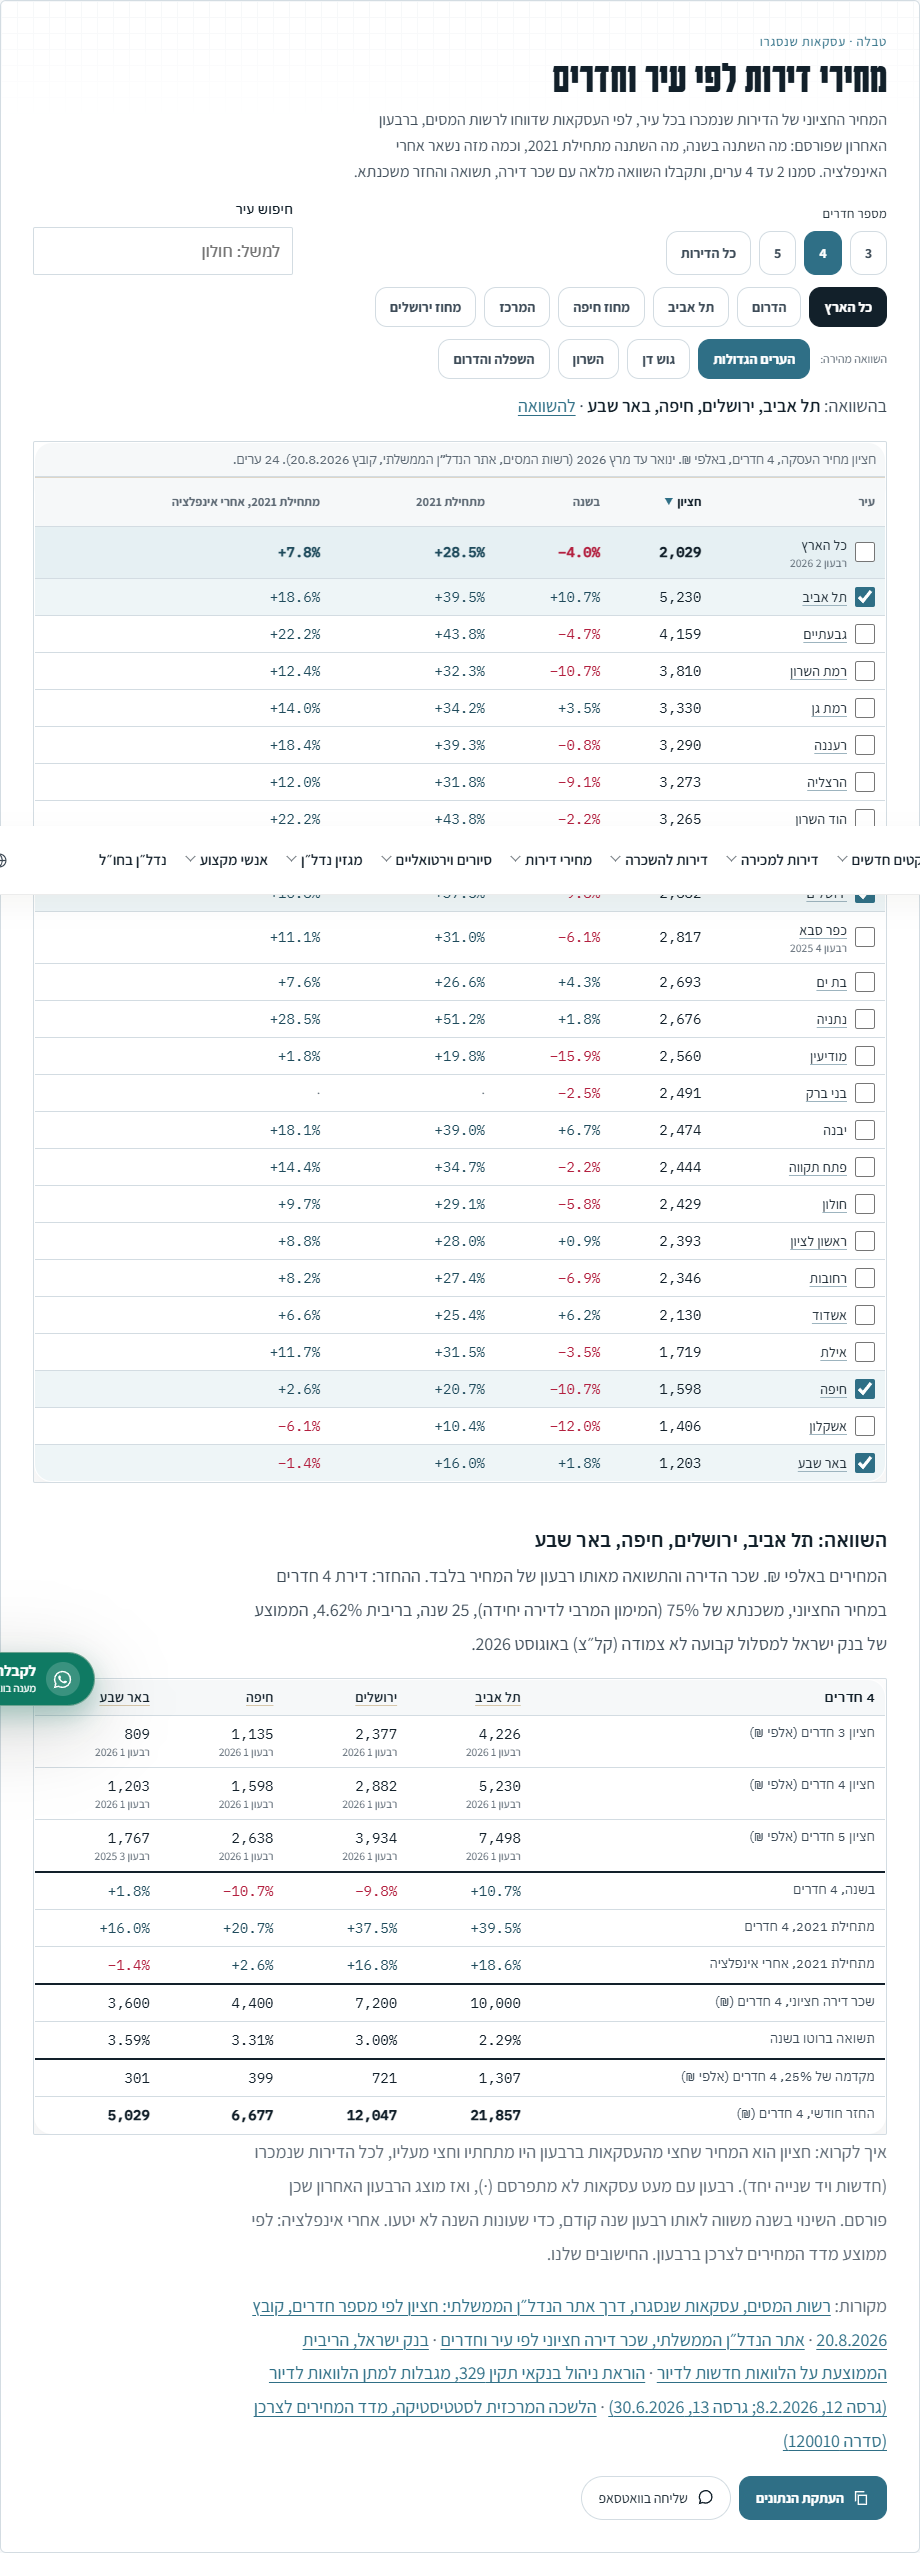 טבלה · עסקאות שנסגרו
מחירי דירות לפי עיר וחדרים
המחיר החציוני של הדירות שנמכרו בכל עיר, לפי העסקאות שדווחו לרשות המסים, ברבעון
האחרון שפורסם: מה השתנה בשנה, מה השתנה מתחילת 2021, וכמה מזה נשאר אחרי
האינפלציה. סמנו 2 עד 4 ערים, ותקבלו השוואה מלאה עם שכר דירה, תשואה והחזר משכנתא.
מספר חדרים
3 4 5 כל הדירות
חיפוש עיר
למשל: חולון
כל הארץ הדרום תל אביב מחוז חיפה המרכז מחוז ירושלים
השוואה מהירה: הערים הגדולות גוש דן השרון השפלה והדרום
בהשוואה: תל אביב, ירושלים, חיפה, באר שבע · להשוואה
חציון מחיר העסקה, 4 חדרים, באלפי ₪. ינואר עד מרץ 2026 (רשות המסים, אתר הנדל״ן הממשלתי, קובץ 20.8.2026). 24 ערים.
עיר חציון ▼ בשנה מתחילת 2021 מתחילת 2021, אחרי אינפלציה
כל הארץ 2,029 −4.0% +28.5% +7.8%
רבעון 2 2026
תל אביב 5,230 +10.7% +39.5% +18.6%
גבעתיים 4,159 −4.7% +43.8% +22.2%
רמת השרון 3,810 −10.7% +32.3% +12.4%
רמת גן 3,330 +3.5% +34.2% +14.0%
רעננה 3,290 −0.8% +39.3% +18.4%
הרצליה 3,273 −9.1% +31.8% +12.0%
הוד השרון 3,265 −2.2% +43.8% +22.2%
קטים חדשים דירות למכירה דירות להשכרה מחירי דירות סיורים וירטואליים מגזין נדל״ן אנשי מקצוע נדל״ן בחו״ל
ירושלים 2,882 −9.8% +37.5% +16.8%
כפר סבא 2,817 −6.1% +31.0% +11.1%
רבעון 4 2025
בת ים 2,693 +4.3% +26.6% +7.6%
נתניה 2,676 +1.8% +51.2% +28.5%
מודיעין 2,560 −15.9% +19.8% +1.8%
בני ברק 2,491 −2.5% · ·
יבנה 2,474 +6.7% +39.0% +18.1%
פתח תקווה 2,444 −2.2% +34.7% +14.4%
חולון 2,429 −5.8% +29.1% +9.7%
ראשון לציון 2,393 +0.9% +28.0% +8.8%
רחובות 2,346 −6.9% +27.4% +8.2%
אשדוד 2,130 +6.2% +25.4% +6.6%
אילת 1,719 −3.5% +31.5% +11.7%
חיפה 1,598 −10.7% +20.7% +2.6%
אשקלון 1,406 −12.0% +10.4% −6.1%
באר שבע 1,203 +1.8% +16.0% −1.4%
השוואה: תל אביב, ירושלים, חיפה, באר שבע
המחירים באלפי ₪. שכר הדירה והתשואה מאותו רבעון של המחיר בלבד. ההחזר: דירת 4 חדרים
במחיר החציוני, משכנתא של 75% (המימון המרבי לדירה יחידה), 25 שנה, בריבית 4.62%, הממוצע
של בנק ישראל למסלול קבועה לא צמודה (קל״צ) באוגוסט 2026.
לקבלת
מענה בוו
4 חדרים תל אביב ירושלים חיפה באר שבע
חציון 3 חדרים (אלפי ₪) 4,226 2,377 1,135 809
רבעון 1 2026 רבעון 1 2026 רבעון 1 2026 רבעון 1 2026
חציון 4 חדרים (אלפי ₪) 5,230 2,882 1,598 1,203
רבעון 1 2026 רבעון 1 2026 רבעון 1 2026 רבעון 1 2026
חציון 5 חדרים (אלפי ₪) 7,498 3,934 2,638 1,767
רבעון 1 2026 רבעון 1 2026 רבעון 1 2026 רבעון 3 2025
בשנה, 4 חדרים +10.7% −9.8% −10.7% +1.8%
מתחילת 2021, 4 חדרים +39.5% +37.5% +20.7% +16.0%
מתחילת 2021, אחרי אינפלציה +18.6% +16.8% +2.6% −1.4%
שכר דירה חציוני, 4 חדרים (₪) 10,000 7,200 4,400 3,600
תשואה ברוטו בשנה 2.29% 3.00% 3.31% 3.59%
מקדמה של 25%, 4 חדרים (אלפי ₪) 1,307 721 399 301
החזר חודשי, 4 חדרים (₪) 21,857 12,047 6,677 5,029
איך לקרוא: חציון הוא המחיר שחצי מהעסקאות ברבעון היו מתחתיו וחצי מעליו, לכל הדירות שנמכרו
(חדשות ויד שנייה יחד). רבעון עם מעט עסקאות לא מתפרסם (·), ואז מוצג הרבעון האחרון שכן
פורסם. השינוי בשנה משווה לאותו רבעון שנה קודם, כדי שעונות השנה לא יטעו. אחרי אינפלציה: לפי
ממוצע מדד המחירים לצרכן ברבעון. החישובים שלנו.
מקורות: רשות המסים, עסקאות שנסגרו, דרך אתר הנדל״ן הממשלתי: חציון לפי מספר חדרים, קובץ
20.8.2026 · אתר הנדל״ן הממשלתי, שכר דירה חציוני לפי עיר וחדרים · בנק ישראל, הריבית
הממוצעת על הלוואות חדשות לדיור · הוראת ניהול בנקאי תקין 329, מגבלות למתן הלוואות לדיור
(גרסה 12, 8.2.2026; גרסה 13, 30.6.2026) · הלשכה המרכזית לסטטיסטיקה, מדד המחירים לצרכן
(סדרה 120010)
העתקת הנתונים שליחה בוואטסאפ